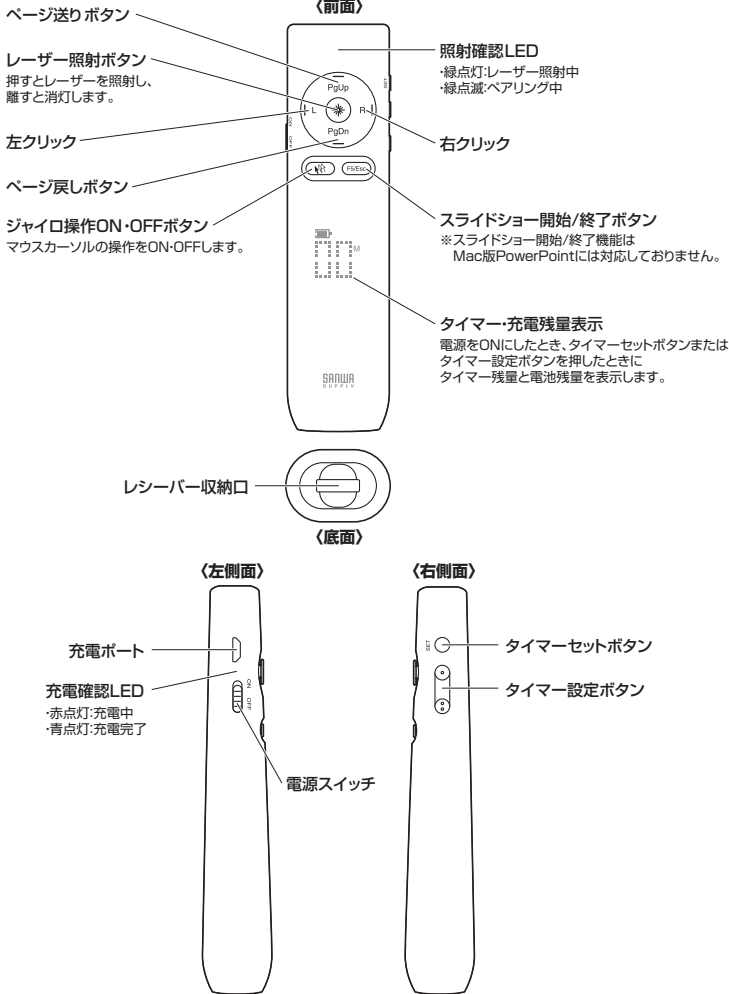 〈前面〉
ページ送りボタン
レーザー照射ボタン
押すとレーザーを照射し、
離すと消灯します。
左クリック
ページ戻しボタン
ジャイロ操作ON・OFFボタン
マウスカーソルの操作をON・OFFします。
照射確認LED
・緑点灯:レーザー照射中
・緑点滅:ペアリング中
右クリック
スライドショー開始/終了ボタン
※スライドショー開始/終了機能は
Mac版PowerPointには対応しておりません。
タイマー・充電残量表示
電源をONにしたとき、タイマーセットボタンまたは
タイマー設定ボタンを押したときに
タイマー残量と電池残量を表示します。
PgUp
L
R
PgDn
SET
ON
OFF
F5/Esc
00M
SANWA
SUPPLY
レシーバー収納口
〈底面〉
〈左側面〉
充電ポート
充電確認LED
・赤点灯:充電中
・青点灯:充電完了
ON
OFF
電源スイッチ
〈右側面〉
SET
タイマーセットボタン
タイマー設定ボタン